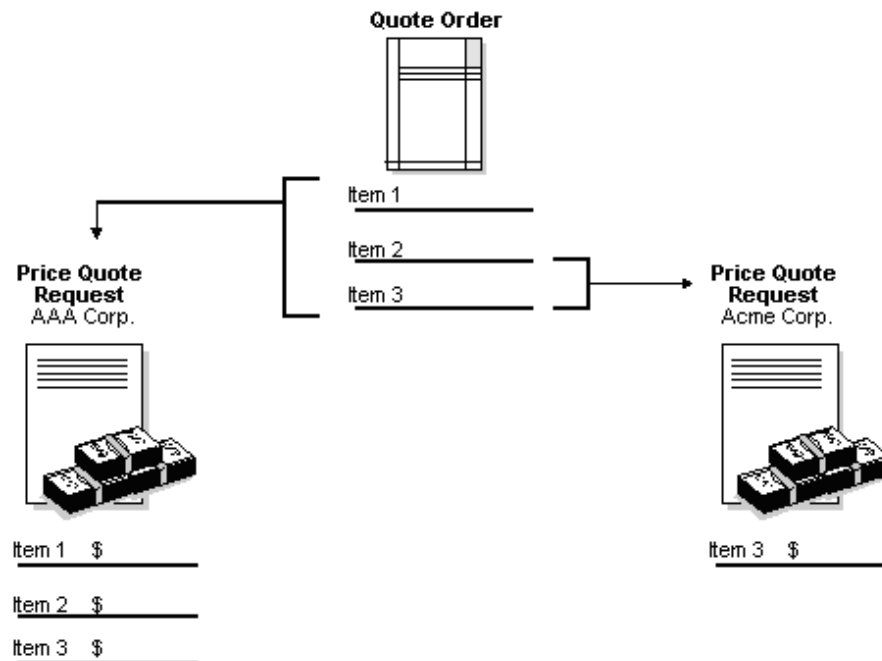 Quote Order
Item 1
Item 2
Item 3
Price Quote
Request
AAA Corp.
Item 1 $
Item 2 $
Item 3 $
Price Quote
Request
Acme Corp.
Item 3 $